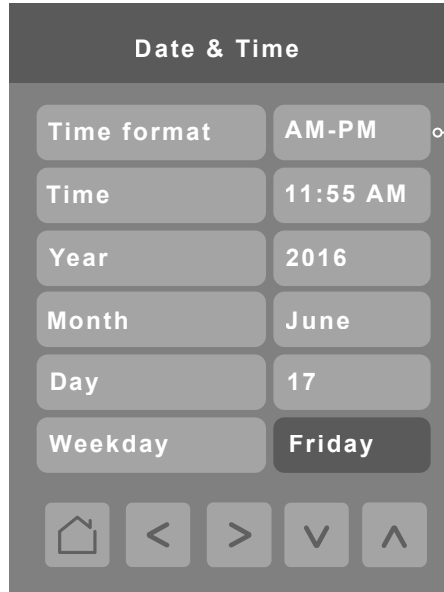 Date & Time
Time format AM-PM
Time 11:55 AM
Year 2016
Month June
Day 17
Weekday Friday
< > v ʌ